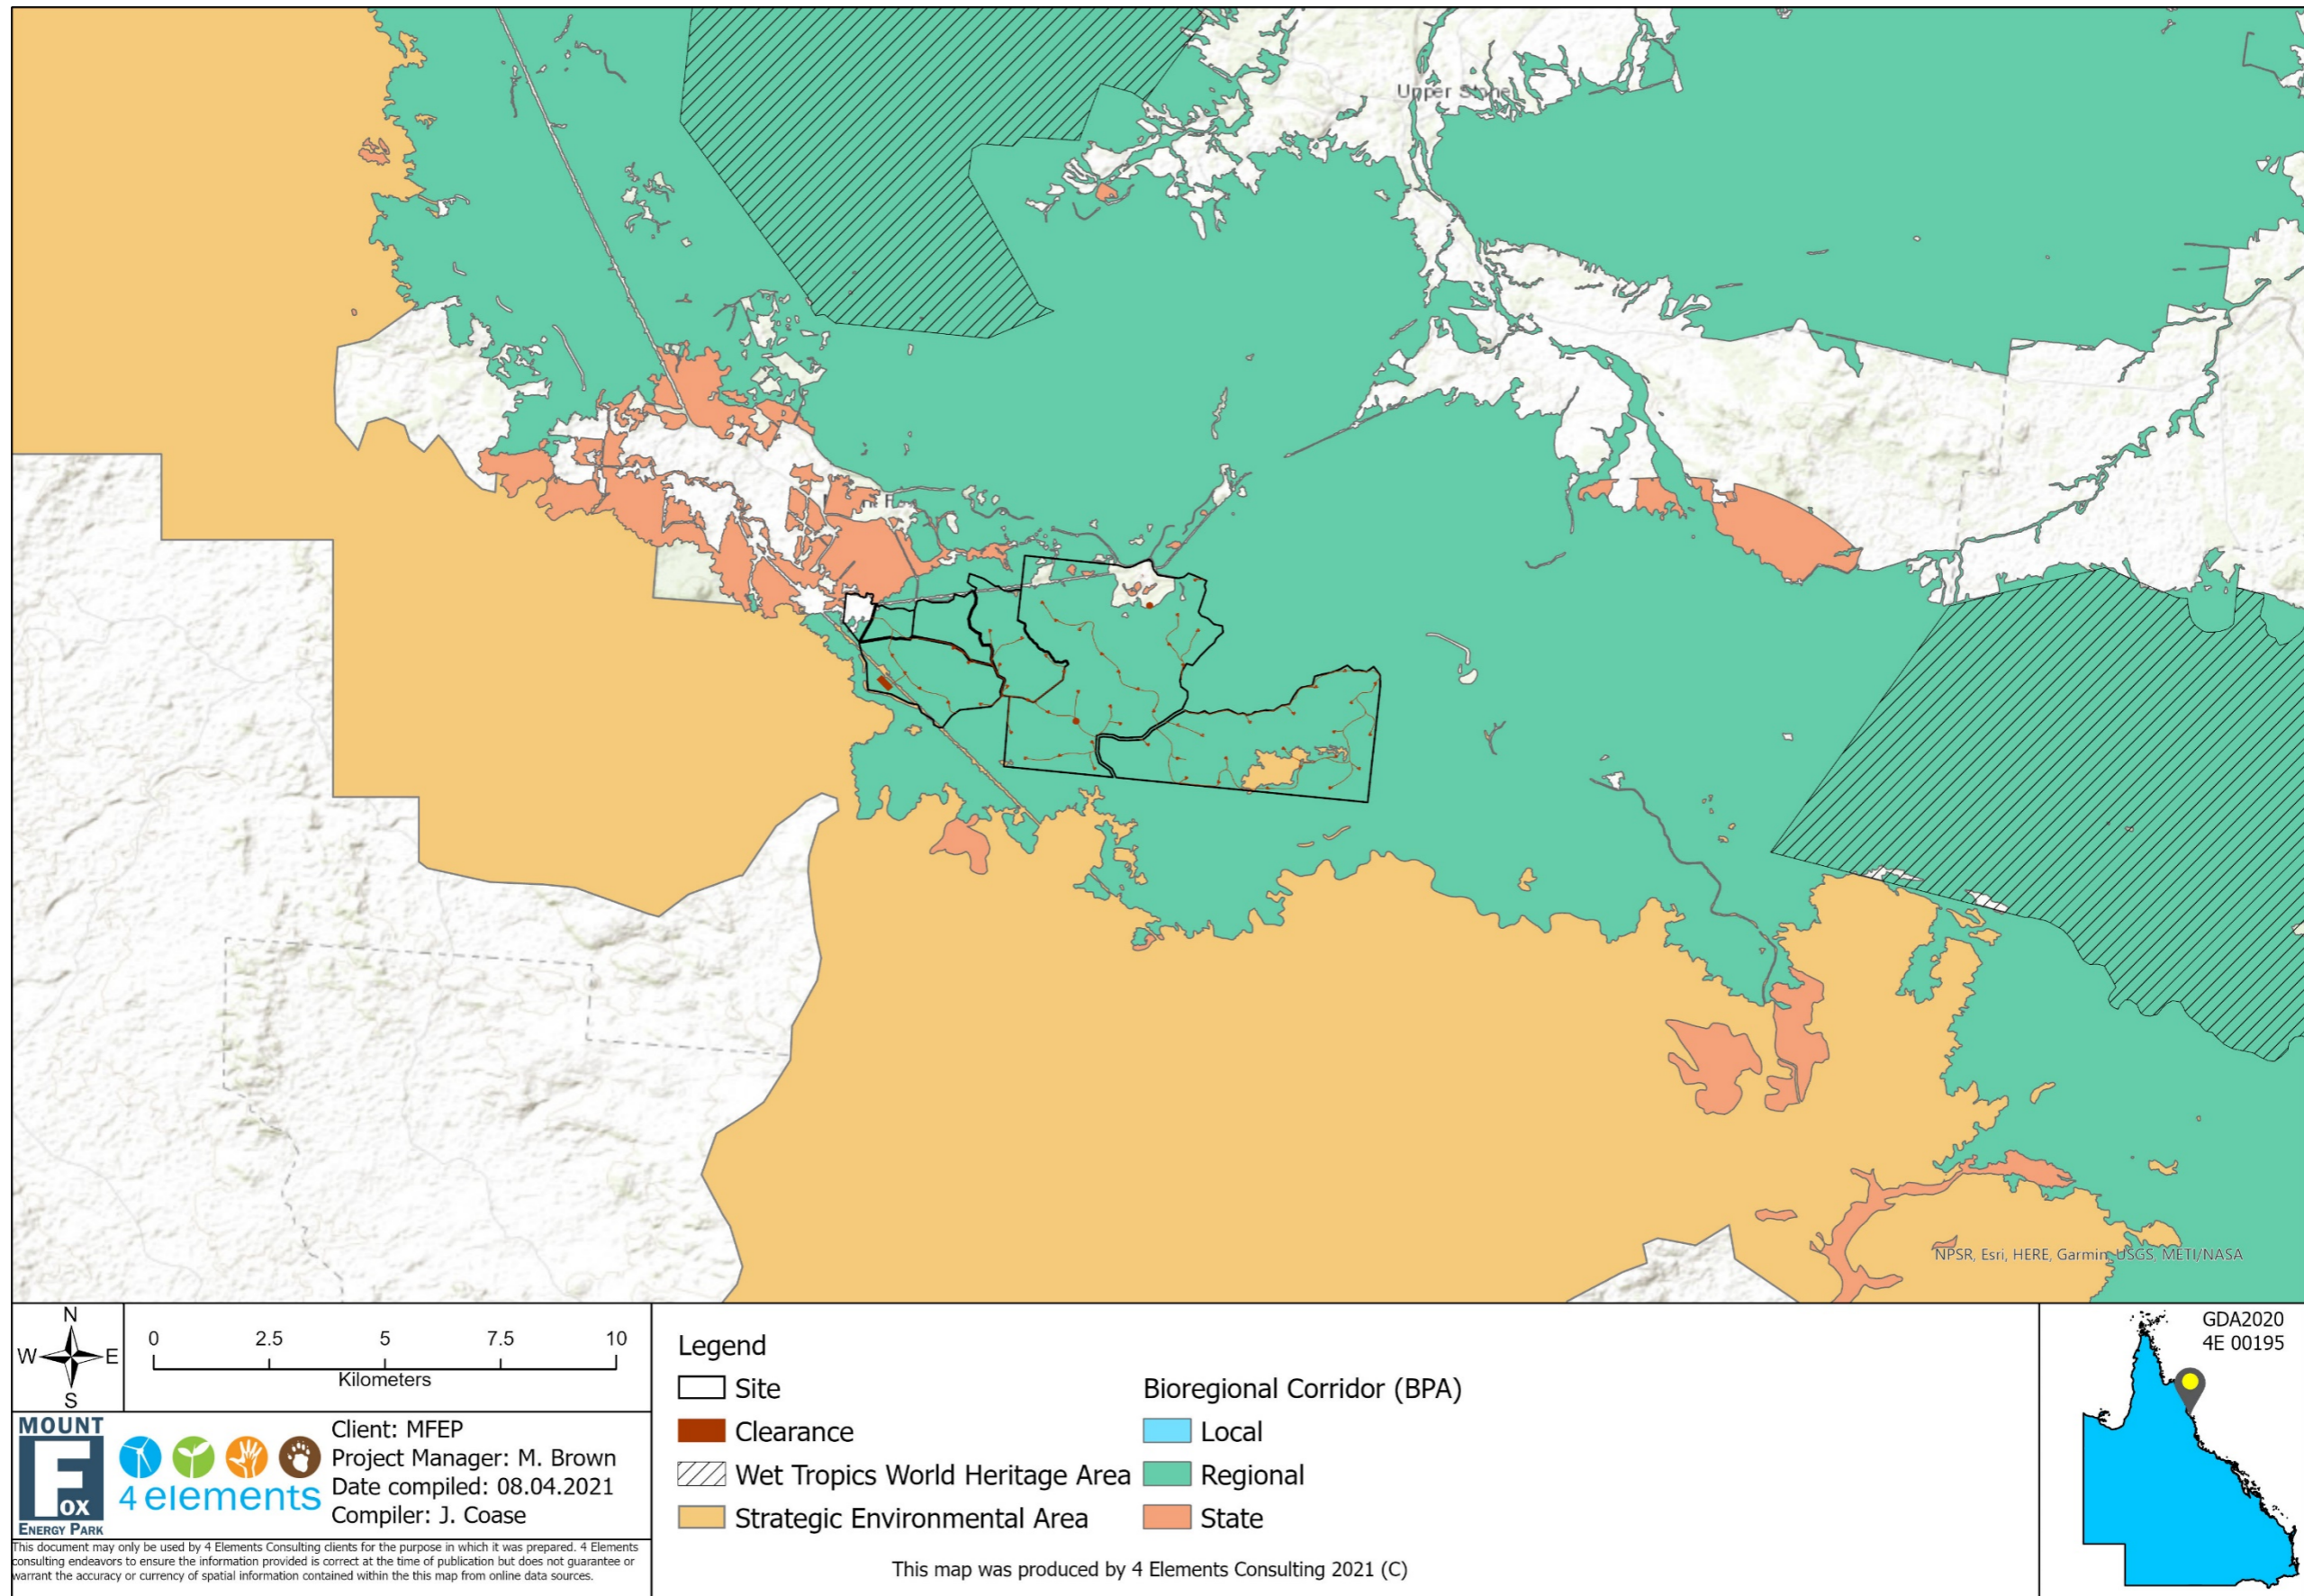 Upper Stone
NPSR, Esri, HERE, Garmin, USGS, METI/NASA
N
W E
S
0 2.5 5 7.5 10
Kilometers
MOUNT
FOX
ENERGY PARK
4 elements
Client: MFEP
Project Manager: M. Brown
Date compiled: 08.04.2021
Compiler: J. Coase
This document may only be used by 4 Elements Consulting clients for the purpose in which it was prepared. 4 Elements
consulting endeavors to ensure the information provided is correct at the time of publication but does not guarantee or
warrant the accuracy or currency of spatial information contained within the this map from online data sources.
Legend
Site
Clearance
Wet Tropics World Heritage Area
Strategic Environmental Area
Bioregional Corridor (BPA)
Local
Regional
State
This map was produced by 4 Elements Consulting 2021 (C)
GDA2020
4E 00195